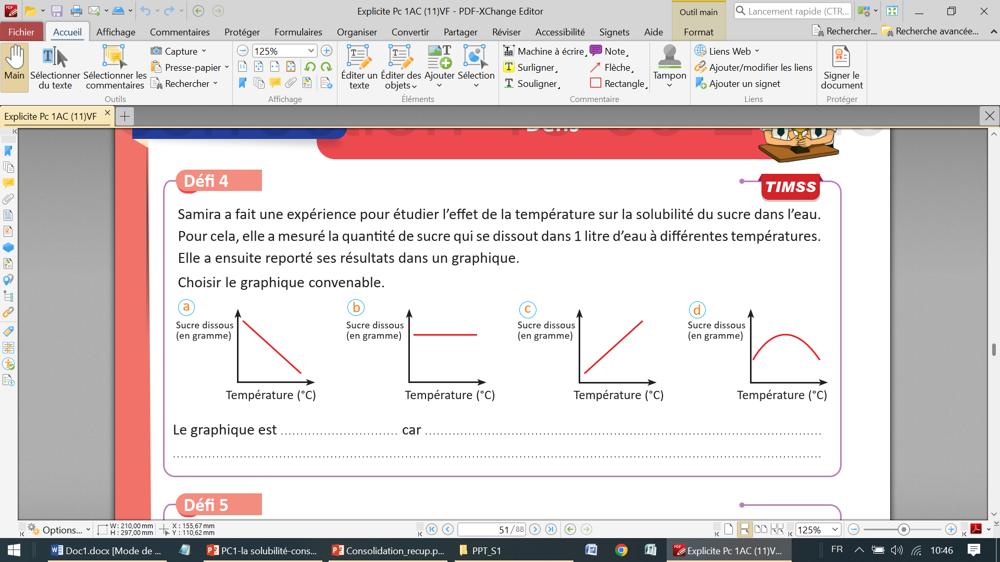 Explicite Pc 1AC (11)VF - PDF-XChange Editor
Outil main
Lancement rapide (CTR...
Fichier
Accueil
Affichage
Commentaires
Protéger
Formulaires
Organiser
Convertir
Partager
Réviser
Accessibilité
Signets
Aide
Format
Rechercher...
Recherche avancée...
Main
Sélectionner du texte
Sélectionner les commentaires
Capture
Presse-papier
Rechercher
Outils
125%
Affichage
Éditer un texte
Éditer des objets
Ajouter
Sélection
Éléments
Machine à écrire
Surligner
Souligner
Note
Flèche
Rectangle
Tampon
Commentaire
Liens Web
Ajouter/modifier les liens
Ajouter un signet
Liens
Signer le document
Protéger
Explicite Pc 1AC (11)VF
Défi 4
TIMSS
Samira a fait une expérience pour étudier l’effet de la température sur la solubilité du sucre dans l’eau.
Pour cela, elle a mesuré la quantité de sucre qui se dissout dans 1 litre d’eau à différentes températures.
Elle a ensuite reporté ses résultats dans un graphique.
Choisir le graphique convenable.
a
Sucre dissous
(en gramme)
Température (°C)
b
Sucre dissous
(en gramme)
Température (°C)
c
Sucre dissous
(en gramme)
Température (°C)
d
Sucre dissous
(en gramme)
Température (°C)
Le graphique est .............................. car ....................................................................................................
....................................................................................................
Défi 5
Options...
W : 210,00 mm
H : 297,00 mm
X : 155,67 mm
Y : 110,62 mm
51 / 88
125%
Doc1.docx [Mode de ...
PC1-la solubilité-cons...
Consolidation_recup.p...
PPT_S1
Explicite Pc 1AC (11)V...
FR
10:46